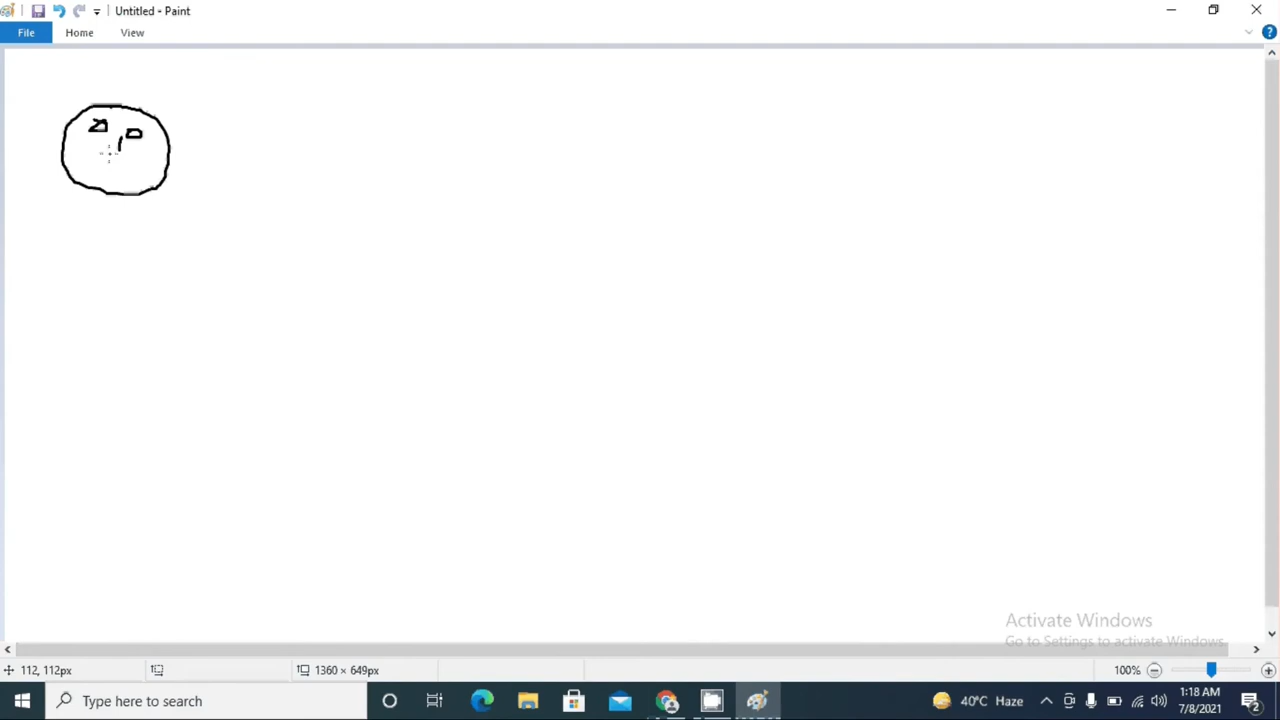 Untitled - Paint
File Home View
Activate Windows
Go to Settings to activate Windows.
112, 112px 1360 × 649px 100%
Type here to search 40°C Haze 1:18 AM
7/8/2021 2